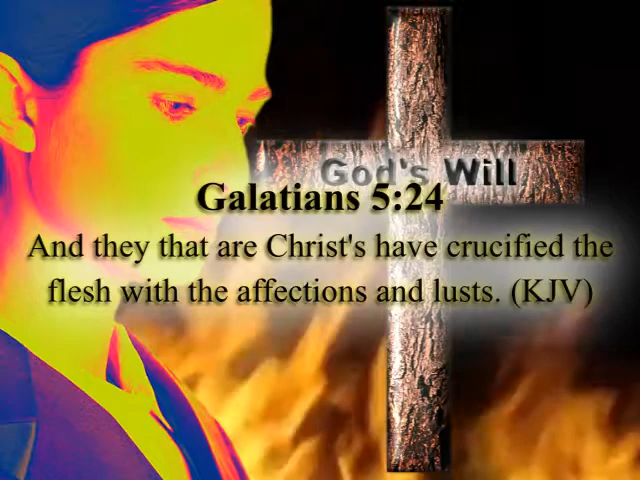 God's Will
Galatians 5:24
And they that are Christ's have crucified the
flesh with the affections and lusts. (KJV)